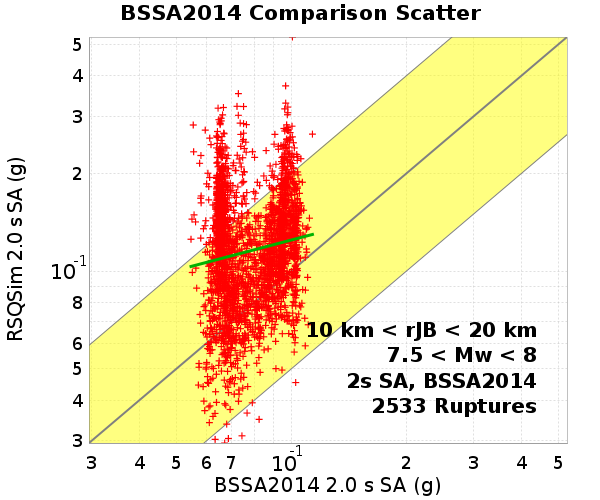 BSSA2014 Comparison Scatter
5
4
3
2
10-1
8
6
5
4
3
RSQSim 2.0 s SA (g)
10 km < rJB < 20 km
7.5 < Mw < 8
2s SA, BSSA2014
2533 Ruptures
3 4 5 6 7 10-1 2 3 4 5
BSSA2014 2.0 s SA (g)